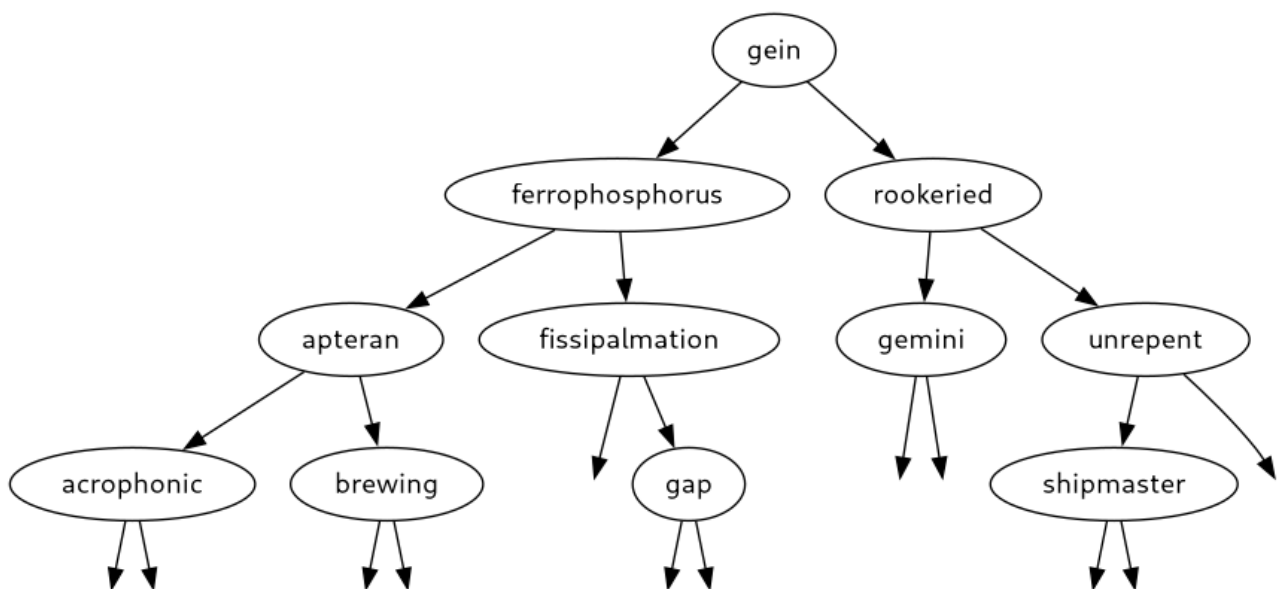 gein
ferrophosphorus
rookeried
apteran
fissipalmation
gemini
unrepent
acrophonic
brewing
gap
shipmaster